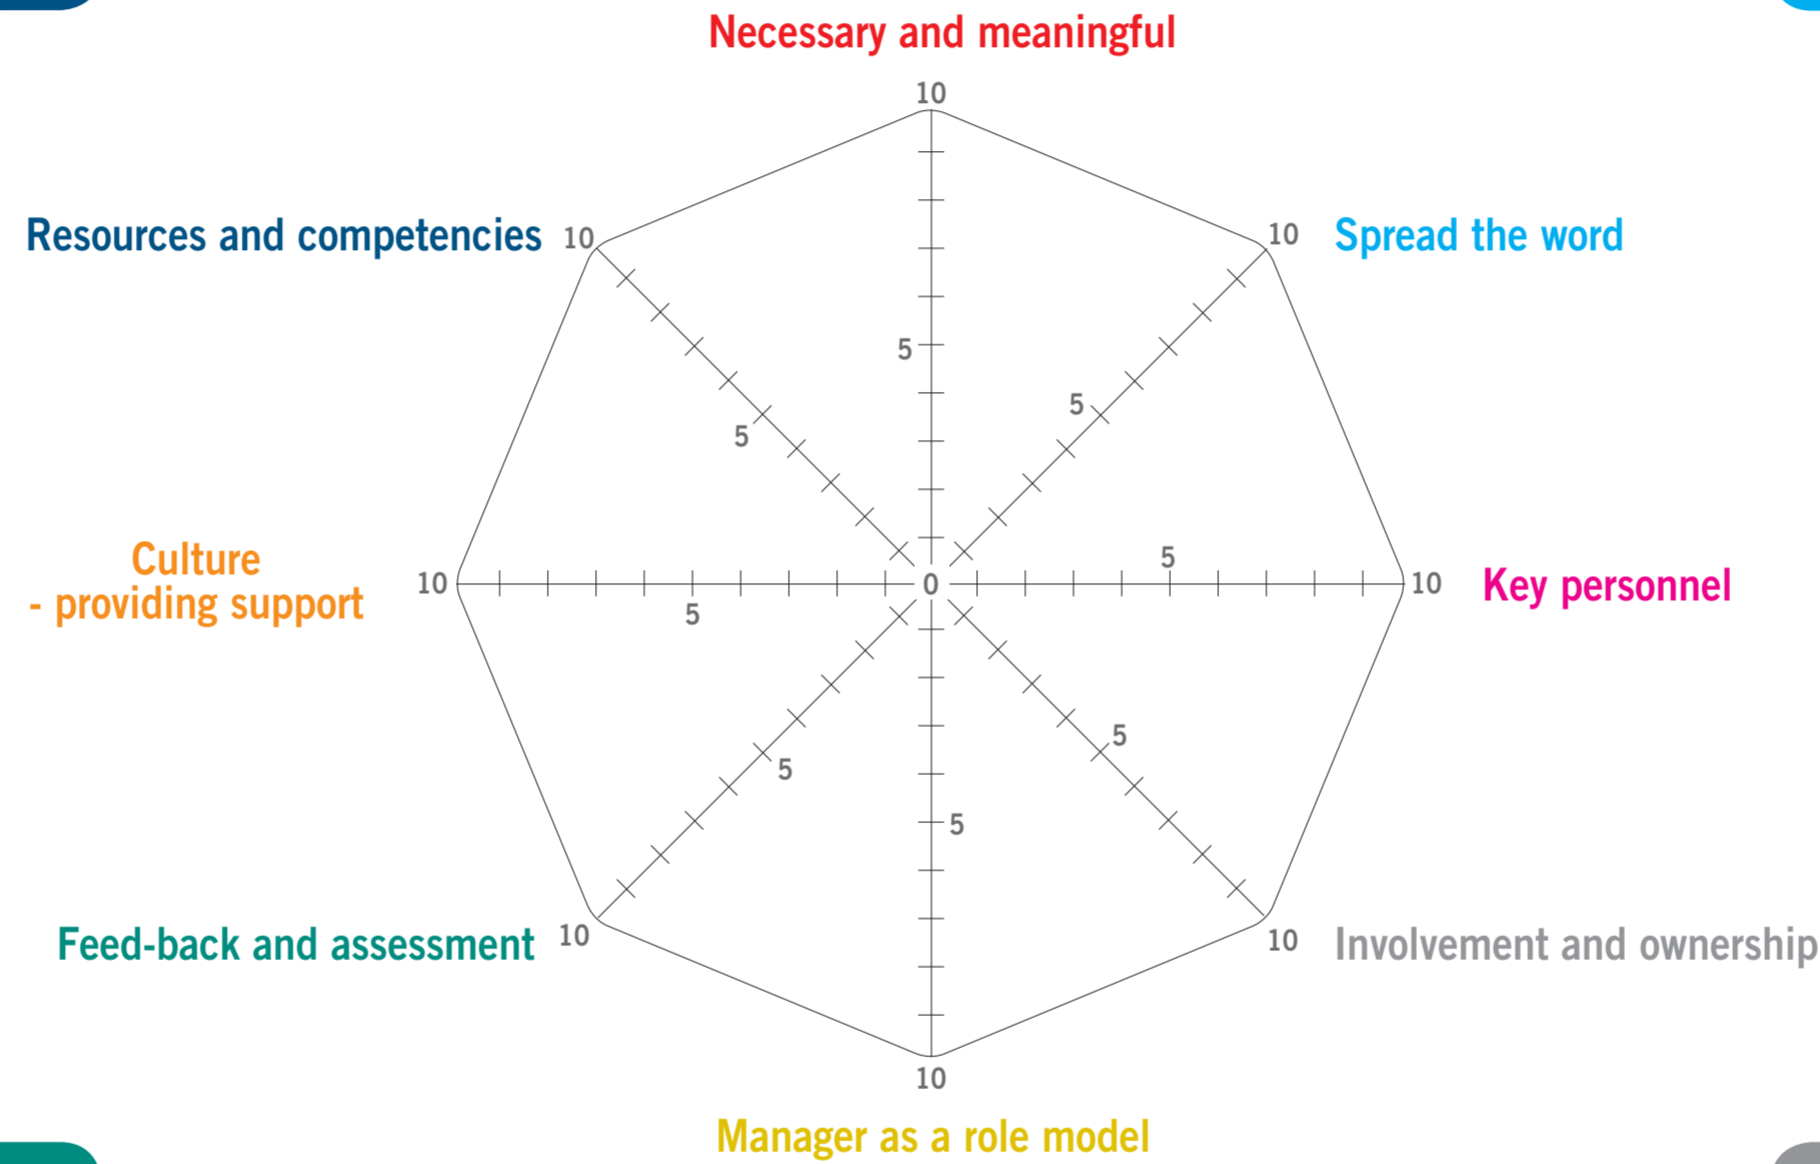 Necessary and meaningful
10
Resources and competencies 10
10 Spread the word
5
5
5
Culture
- providing support
10
5
0
5
10 Key personnel
5
5
5
5
Feed-back and assessment 10
10 Involvement and ownership
10
Manager as a role model